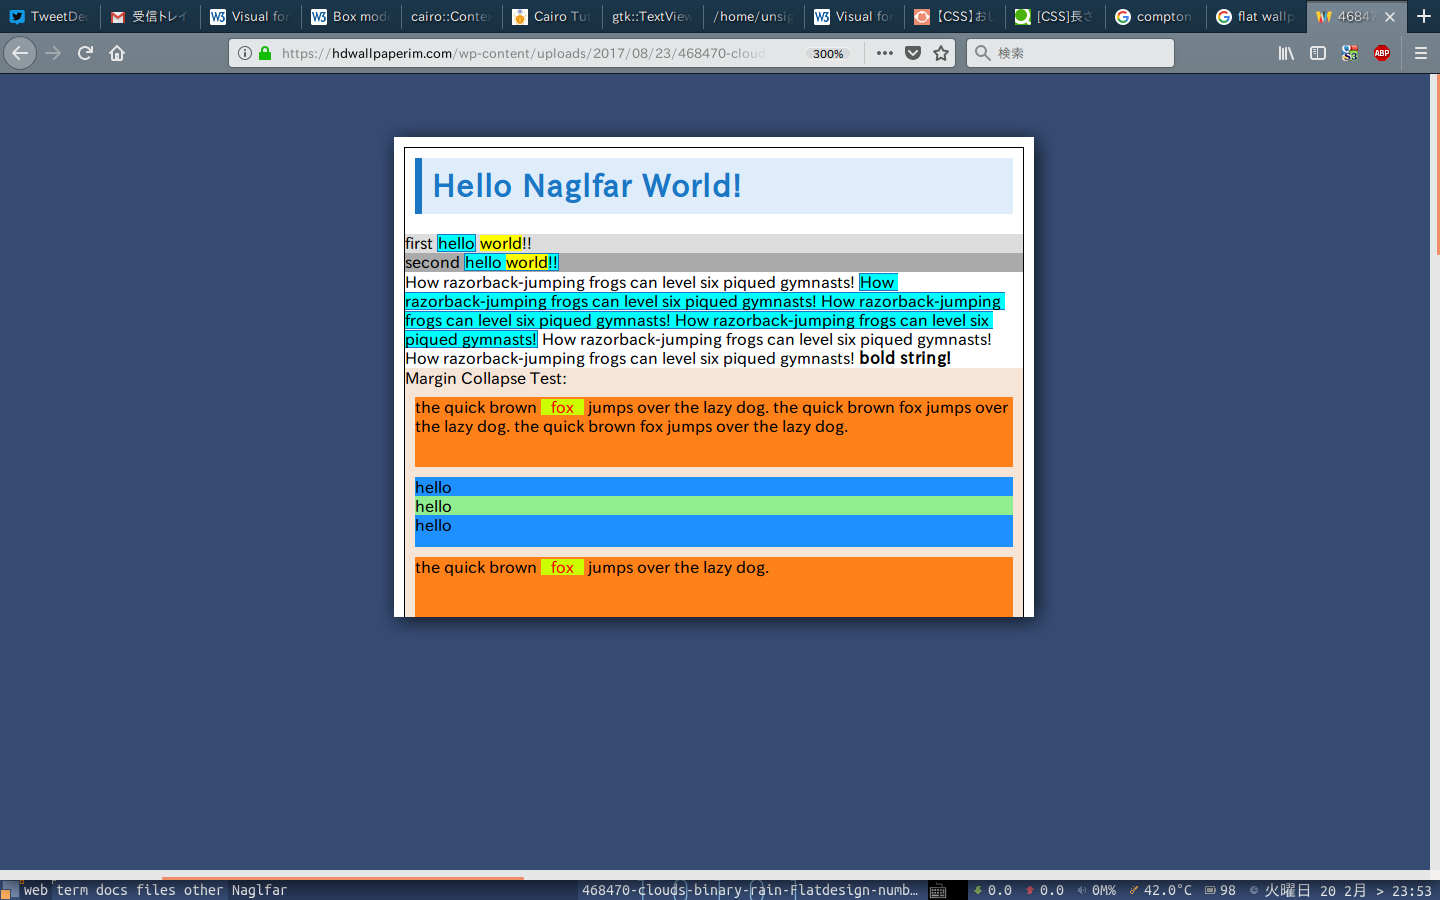 TweetDec
受信トレイ
Visual for
Box mode
cairo::Contex
Cairo Tut
gtk::TextView
/home/unsig
Visual for
【CSS】おし
[CSS]長さ
compton
flat wallp
46847
https://hdwallpaperim.com/wp-content/uploads/2017/08/23/468470-cloud
300%
検索
ABP
Hello Naglfar World!
first hello world!!
second hello world!!
How razorback-jumping frogs can level six piqued gymnasts! How
razorback-jumping frogs can level six piqued gymnasts! How razorback-jumping
frogs can level six piqued gymnasts! How razorback-jumping frogs can level six
piqued gymnasts! How razorback-jumping frogs can level six piqued gymnasts!
How razorback-jumping frogs can level six piqued gymnasts! bold string!
Margin Collapse Test:
the quick brown fox jumps over the lazy dog. the quick brown fox jumps over
the lazy dog. the quick brown fox jumps over the lazy dog.
hello
hello
hello
the quick brown fox jumps over the lazy dog.
web term docs files other Naglfar
468470-clouds-binary-rain-Flatdesign-numb…
0.0
0.0
0M%
42.0°C
98
火曜日 20 2月 > 23:53